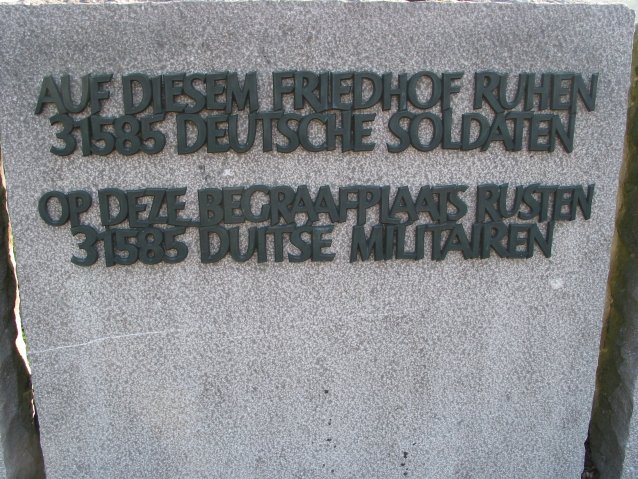 AUF DIESEM FRIEDHOF RUHEN
31585 DEUTSCHE SOLDATEN
OP DEZE BEGRAAFPLAATS RUSTEN
31585 DUITSE MILITAIREN